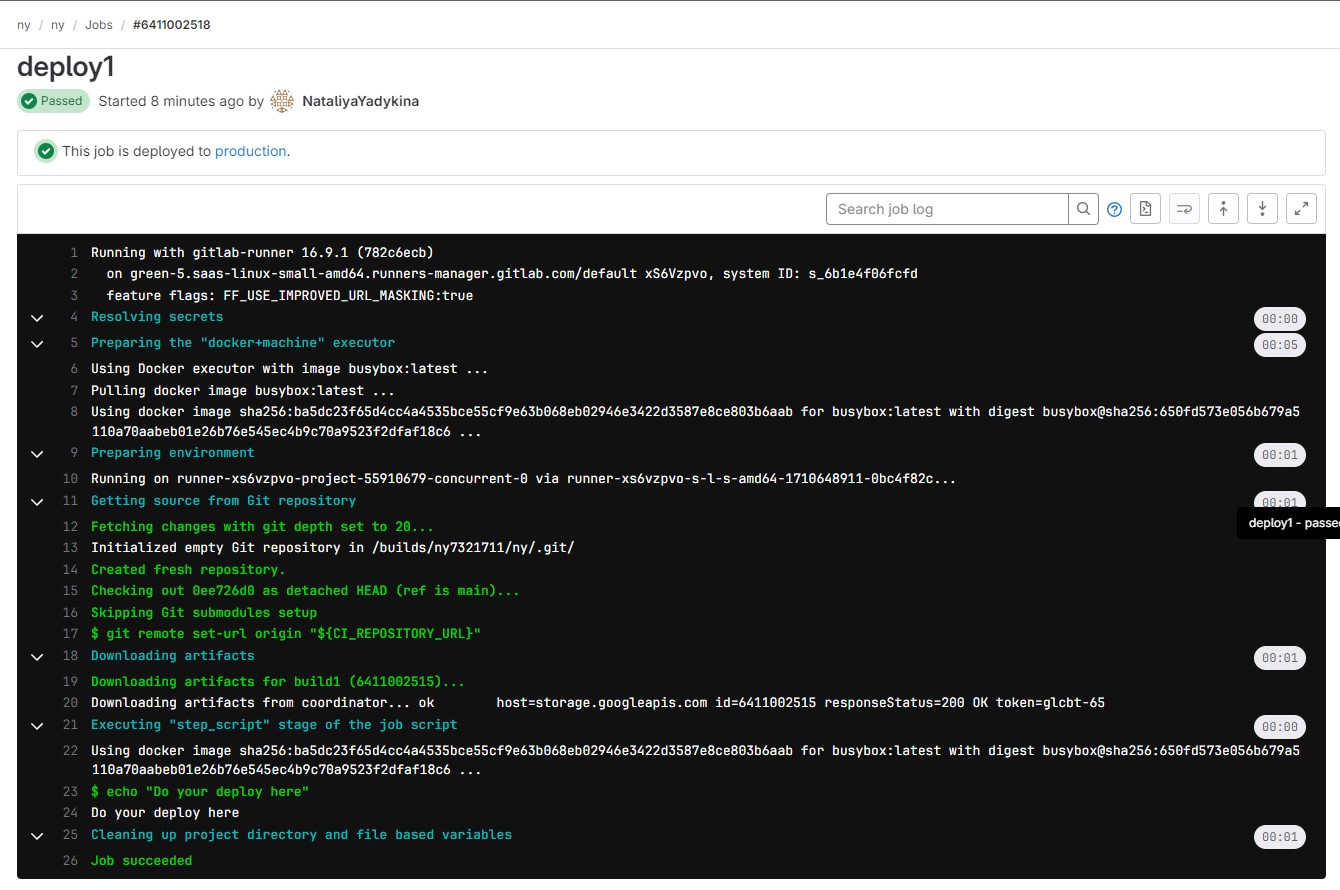 ny / ny / Jobs / #6411002518
deploy1
Passed Started 8 minutes ago by NataliyaYadykina
This job is deployed to production.
Search job log
1 Running with gitlab-runner 16.9.1 (782c6ecb)
2 on green-5.saas-linux-small-amd64.runners-manager.gitlab.com/default xS6Vzpvo, system ID: s_6b1e4f06fcfd
3 feature flags: FF_USE_IMPROVED_URL_MASKING:true
4 Resolving secrets 00:00
5 Preparing the "docker+machine" executor 00:05
6 Using Docker executor with image busybox:latest ...
7 Pulling docker image busybox:latest ...
8 Using docker image sha256:ba5dc23f65d4cc4a4535bce55cf9e63b068eb02946e3422d3587e8ce803b6aab for busybox:latest with digest busybox@sha256:650fd573e056b679a5
110a70aabeb01e26b76e545ec4b9c70a9523f2dfaf18c6 ...
9 Preparing environment 00:01
10 Running on runner-xs6vzpvo-project-55910679-concurrent-0 via runner-xs6vzpvo-s-l-s-amd64-1710648911-0bc4f82c...
11 Getting source from Git repository 00:01
deploy1 - passed
12 Fetching changes with git depth set to 20...
13 Initialized empty Git repository in /builds/ny7321711/ny/.git/
14 Created fresh repository.
15 Checking out 0ee726d0 as detached HEAD (ref is main)...
16 Skipping Git submodules setup
17 $ git remote set-url origin "${CI_REPOSITORY_URL}"
18 Downloading artifacts 00:01
19 Downloading artifacts for build1 (6411002515)...
20 Downloading artifacts from coordinator... ok host=storage.googleapis.com id=6411002515 responseStatus=200 OK token=glcbt-65
21 Executing "step_script" stage of the job script 00:00
22 Using docker image sha256:ba5dc23f65d4cc4a4535bce55cf9e63b068eb02946e3422d3587e8ce803b6aab for busybox:latest with digest busybox@sha256:650fd573e056b679a5
110a70aabeb01e26b76e545ec4b9c70a9523f2dfaf18c6 ...
23 $ echo "Do your deploy here"
24 Do your deploy here
25 Cleaning up project directory and file based variables 00:01
26 Job succeeded